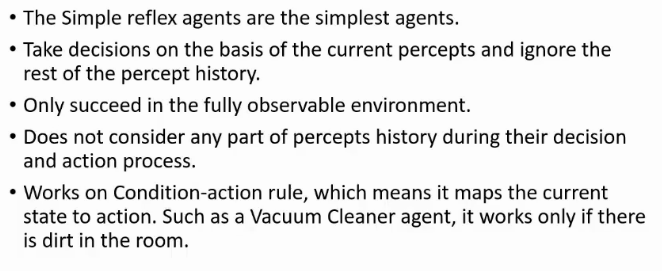 • The Simple reflex agents are the simplest agents.
• Take decisions on the basis of the current percepts and ignore the
rest of the percept history.
• Only succeed in the fully observable environment.
• Does not consider any part of percepts history during their decision
and action process.
• Works on Condition-action rule, which means it maps the current
state to action. Such as a Vacuum Cleaner agent, it works only if there
is dirt in the room.